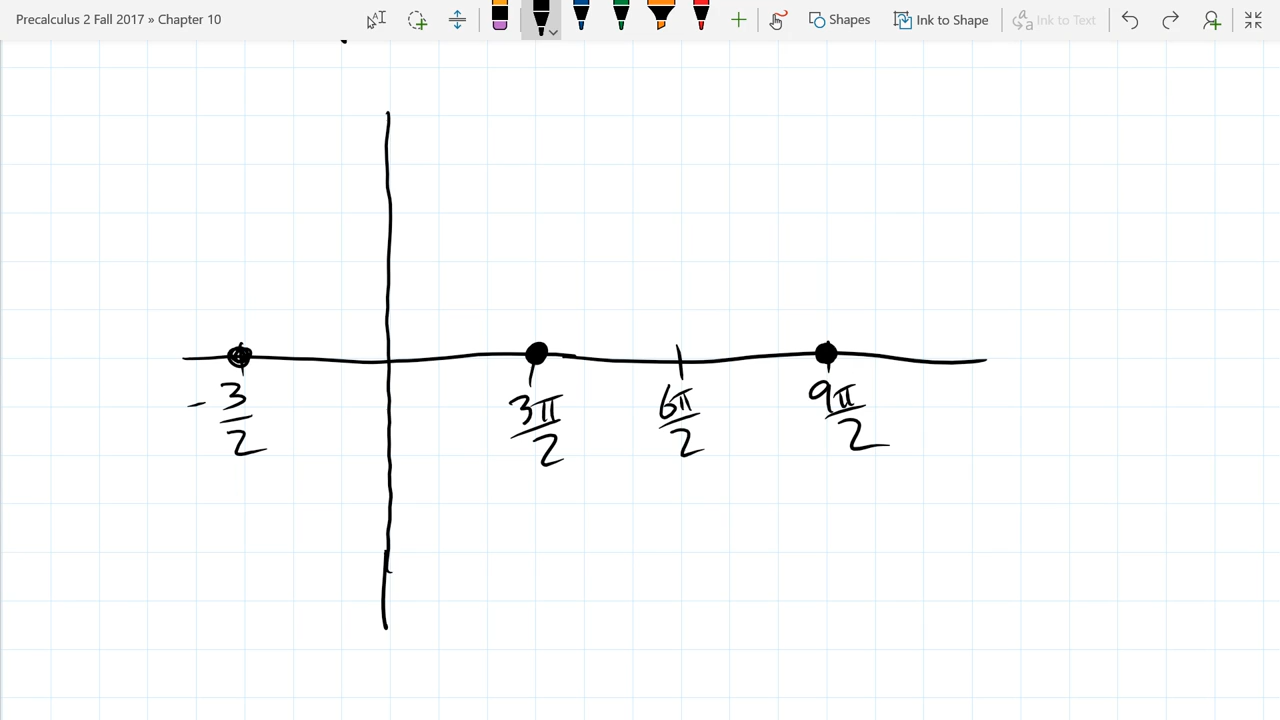 Precalculus 2 Fall 2017 » Chapter 10
Shapes
Ink to Shape
Ink to Text
-3/2
3π/2
6π/2
9π/2